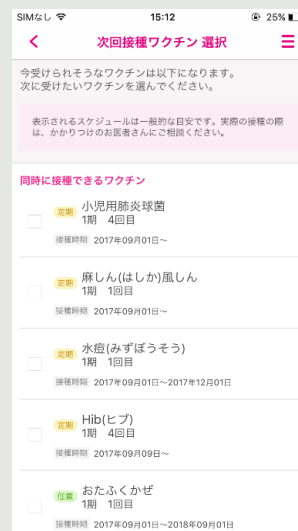 SIMなし 15:12 25%
次回接種ワクチン 選択
今受けられそうなワクチンは以下になります。
次に受けたいワクチンを選んでください。
表示されるスケジュールは一般的な目安です。実際の接種の際
は、かかりつけのお医者さんにご相談ください。
同時に接種できるワクチン
定期 小児用肺炎球菌
1期 4回目
接種時期 2017年09月01日～
定期 麻しん(はしか)風しん
1期 1回目
接種時期 2017年09月01日～
定期 水痘(みずぼうそう)
1期 1回目
接種時期 2017年09月01日～2017年12月01日
定期 Hib(ヒブ)
1期 4回目
接種時期 2017年09月09日～
任意 おたふくかぜ
1期 1回目
接種時期 2017年09月01日～2018年09月01日